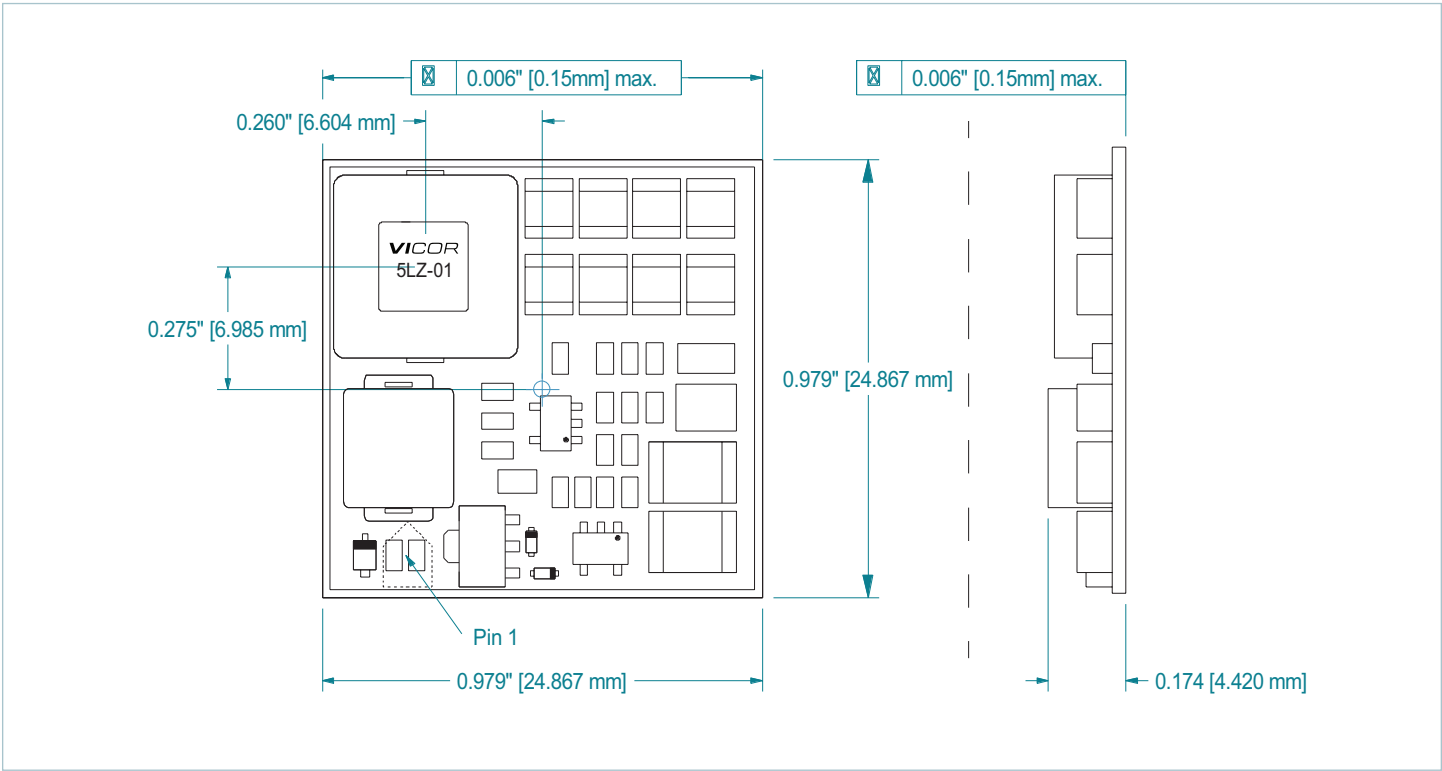 0.006" [0.15mm] max.
0.006" [0.15mm] max.
0.260" [6.604 mm]
VICOR
5LZ-01
0.275" [6.985 mm]
0.979" [24.867 mm]
Pin 1
0.979" [24.867 mm]
0.174 [4.420 mm]